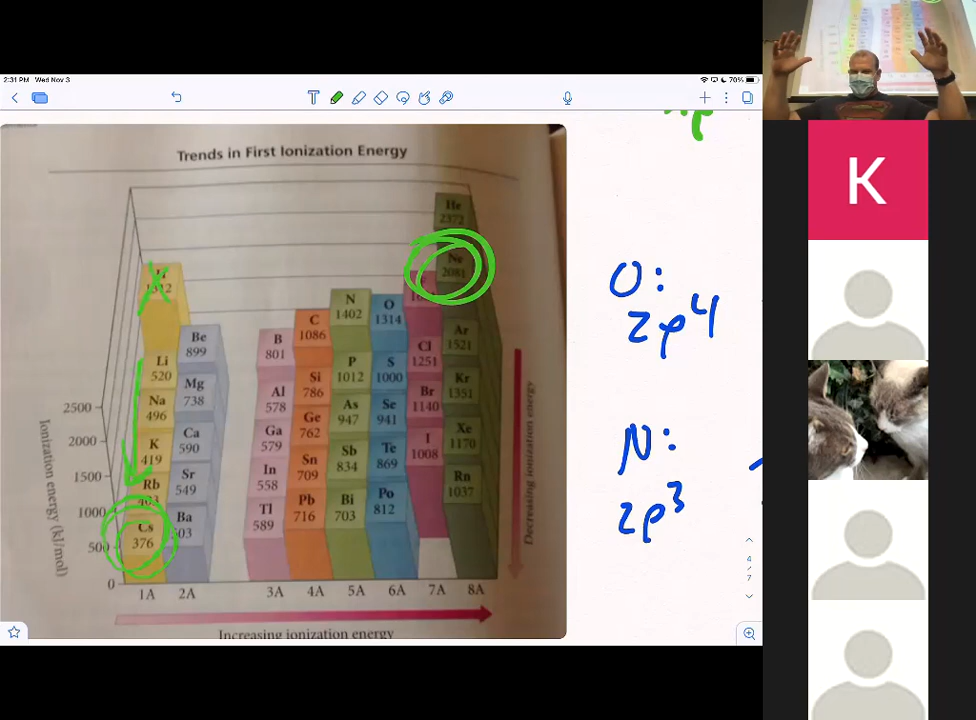 2:31 PM Wed Nov 3
70%
T
Trends in First Ionization Energy
He
2372
Ne
2081
1312
N
1402
O
1314
C
1086
Be
899
B
801
Ar
1521
Cl
1251
Li
520
Mg
738
Al
578
Si
786
P
1012
S
1000
Kr
1351
Br
1140
Na
496
Ca
590
Ga
579
Ge
762
As
947
Se
941
Xe
1170
I
1008
K
419
Sr
549
In
558
Sn
709
Sb
834
Te
869
Rn
1037
Rb
403
Ba
503
Tl
589
Pb
716
Bi
703
Po
812
Cs
376
2500
2000
1500
1000
500
0
Ionization energy (kJ/mol)
Decreasing ionization energy
1A 2A 3A 4A 5A 6A 7A 8A
Increasing ionization energy
O:
2p4
N:
2p3
4
/
7
K